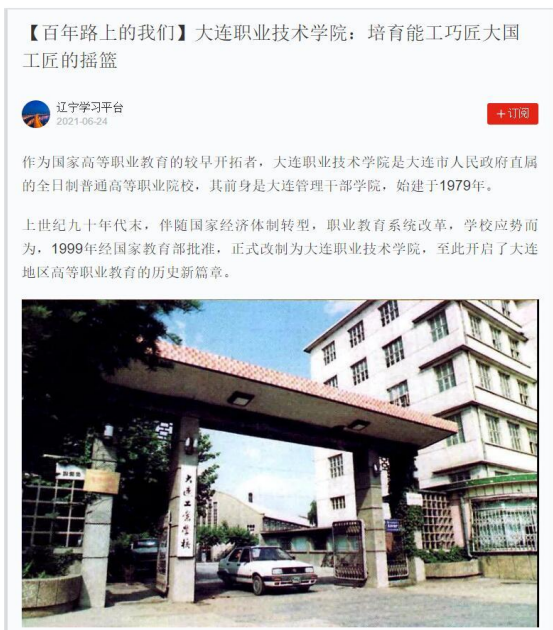 【百年路上的我们】大连职业技术学院：培育能工巧匠大国
工匠的摇篮
辽宁学习平台
2021-06-24
＋订阅
作为国家高等职业教育的较早开拓者，大连职业技术学院是大连市人民政府直属
的全日制普通高等职业院校，其前身是大连管理干部学院，始建于1979年。
上世纪九十年代末，伴随国家经济体制转型，职业教育系统改革，学校应势而
为，1999年经国家教育部批准，正式改制为大连职业技术学院，至此开启了大连
地区高等职业教育的历史新篇章。
大连工业学校